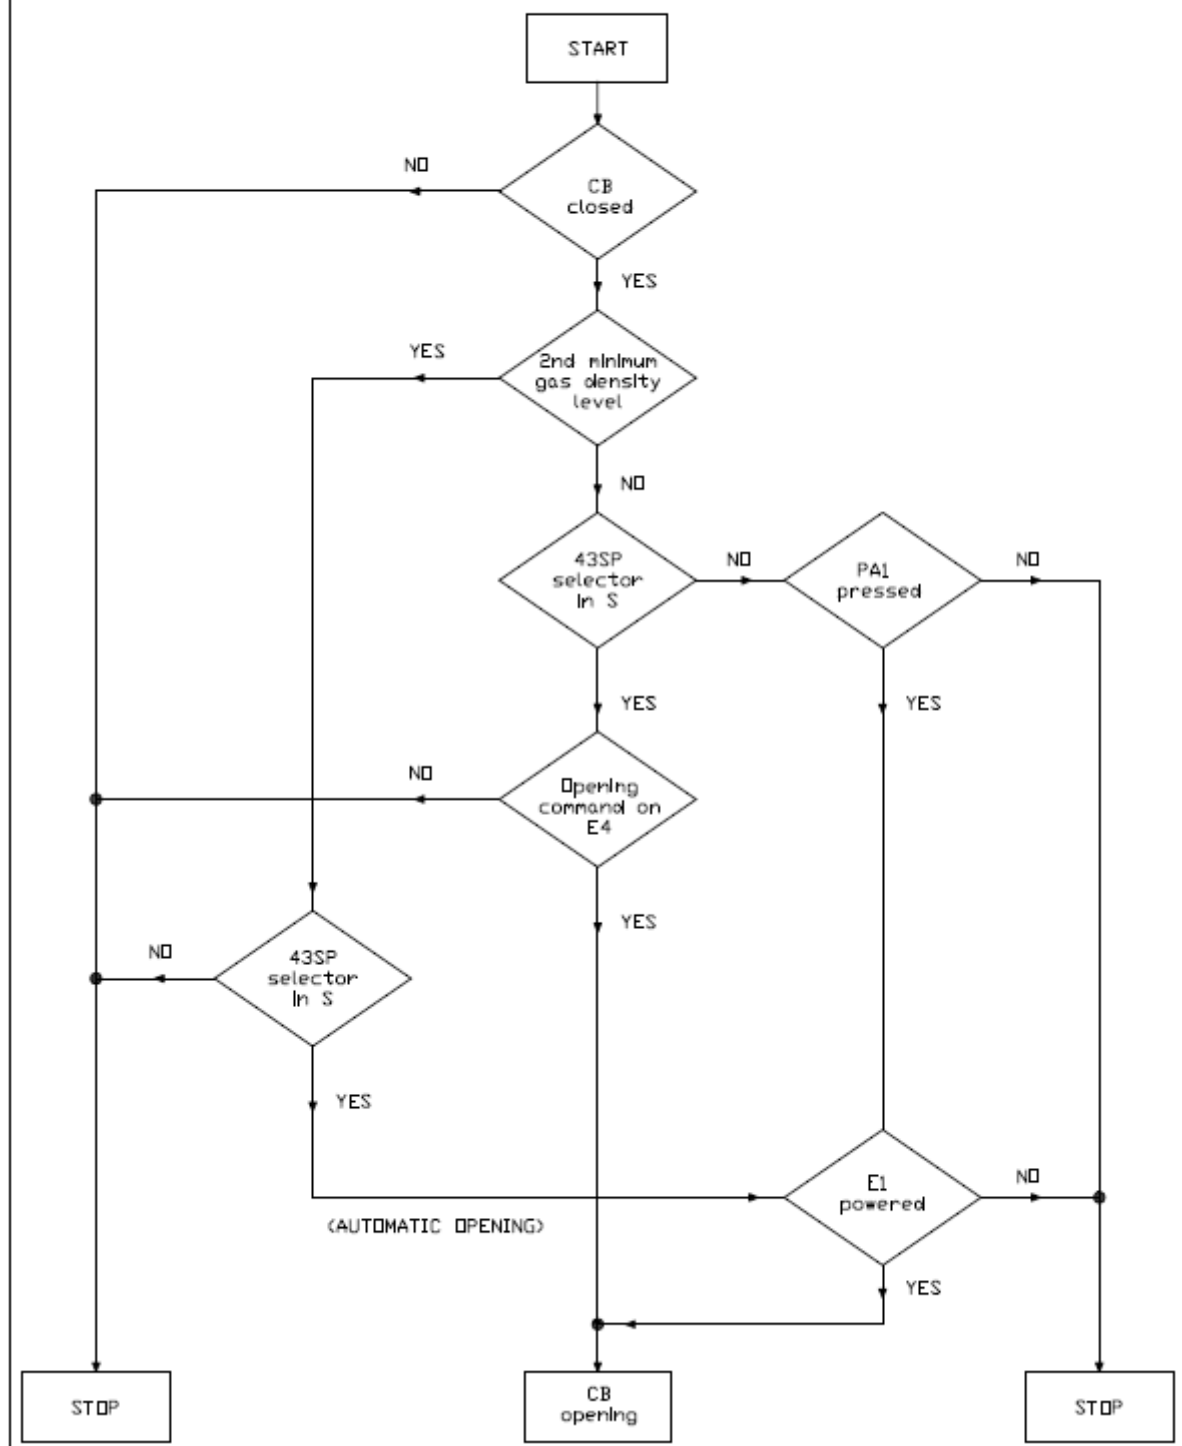 START
NO
CB
closed
YES
YES
2nd minimum
gas density
level
NO
43SP
selector
in S
NO
PA1
pressed
NO
YES
YES
NO
Opening
command on
E4
YES
NO
43SP
selector
in S
YES
E1
powered
NO
(AUTOMATIC OPENING)
YES
STOP
CB
opening
STOP